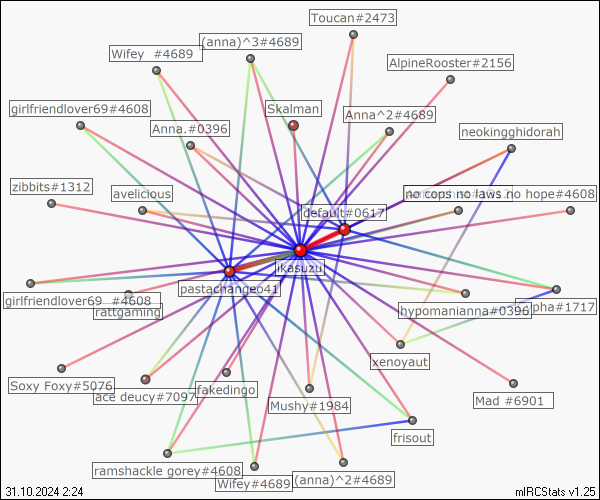 Toucan#2473
(anna)^3#4689
Wifey #4689
AlpineRooster#2156
girlfriendlover69#4608
Skalman
Anna^2#4689
Anna.#0396
neokingghidorah
zibbits#1312
avelicious
no cops no laws no hope#4608
default#0617
ikasuzu
pastachangeo41
girlfriendlover69 #4608
rattgaming
hypomanianna#0396
#1717
xenoyaut
Soxy Foxy#5076
ace deucy#7097
fakedingo
Mushy#1984
Mad #6901
frisout
ramshackle gorey#4608
Wifey#4689
(anna)^2#4689
31.10.2024 2:24
mIRCStats v1.25